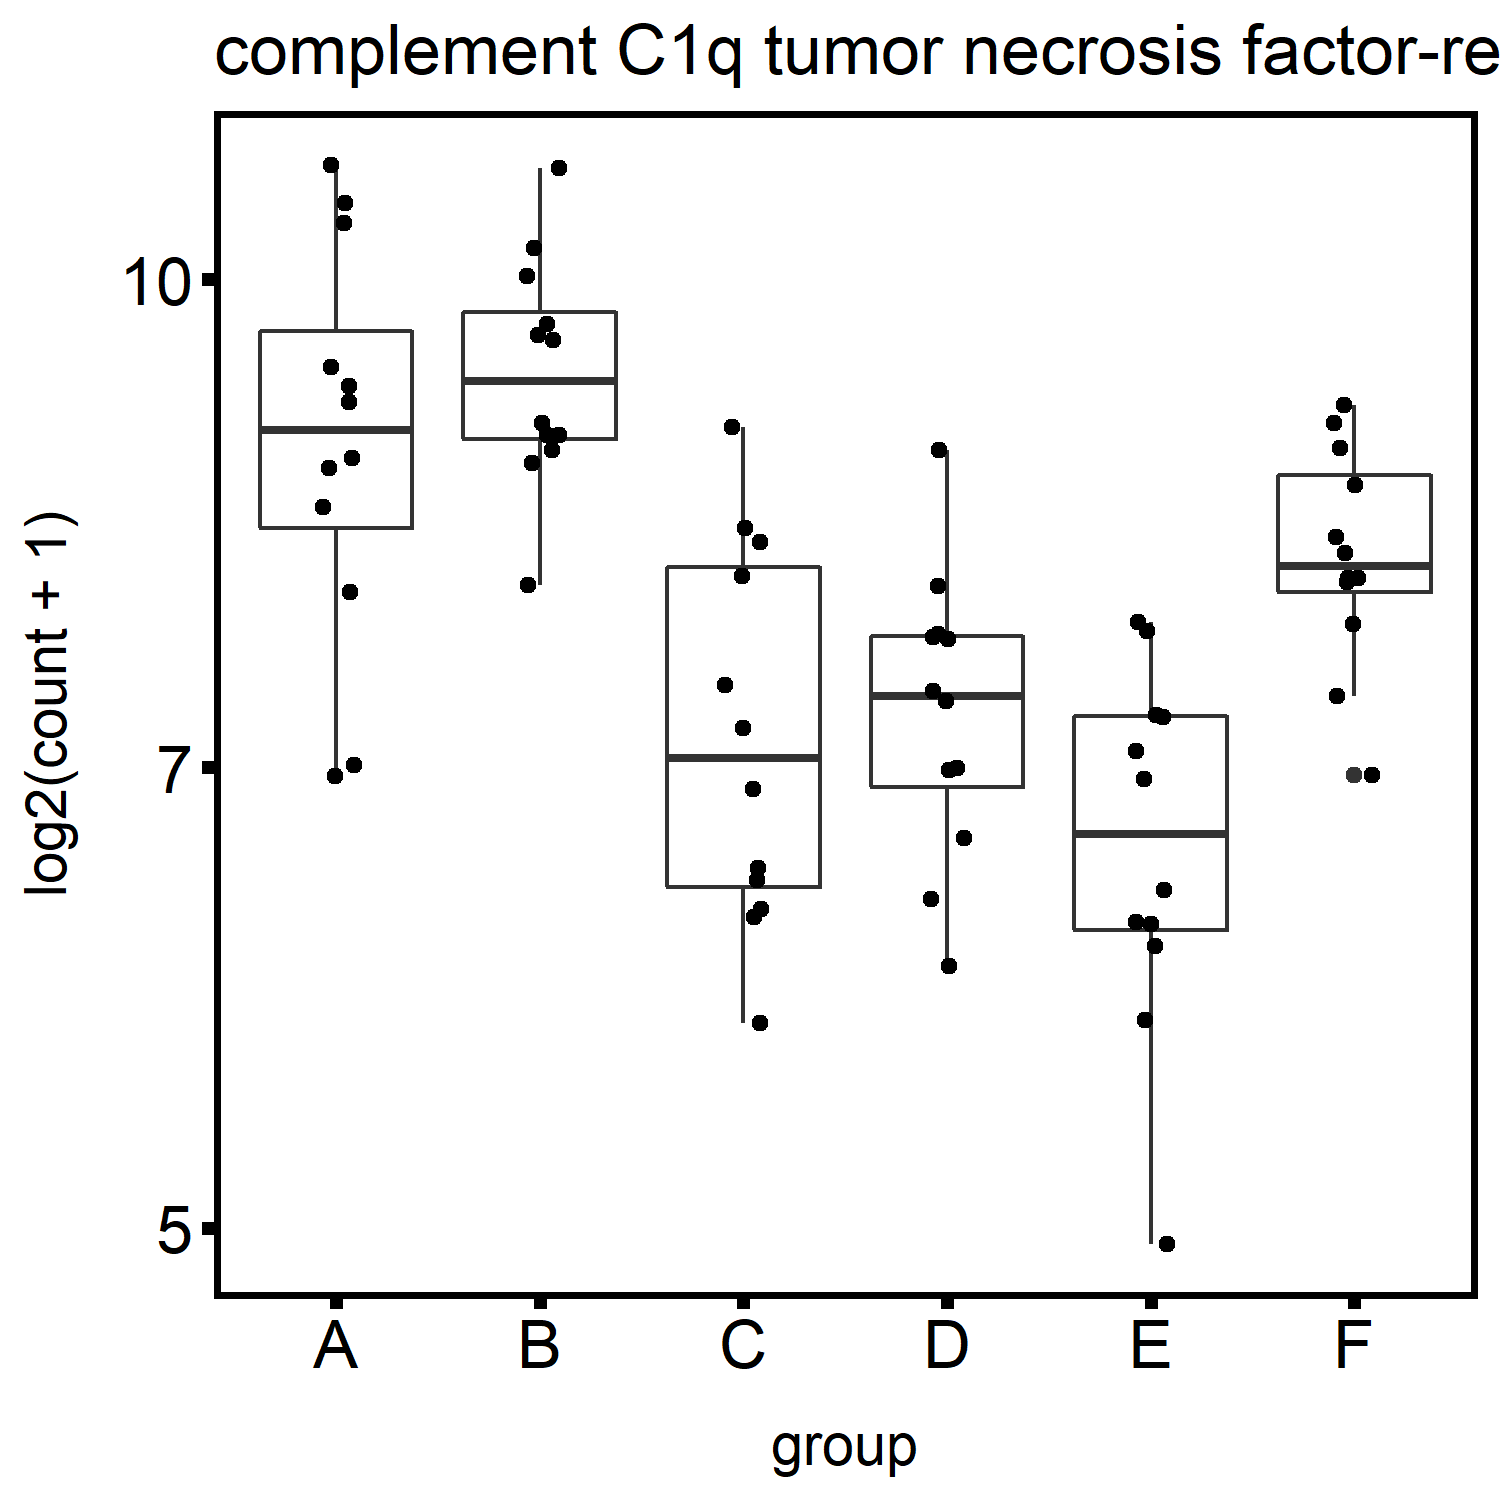 complement C1q tumor necrosis factor-re
log2(count + 1)
10
7
5
A B C D E F
group